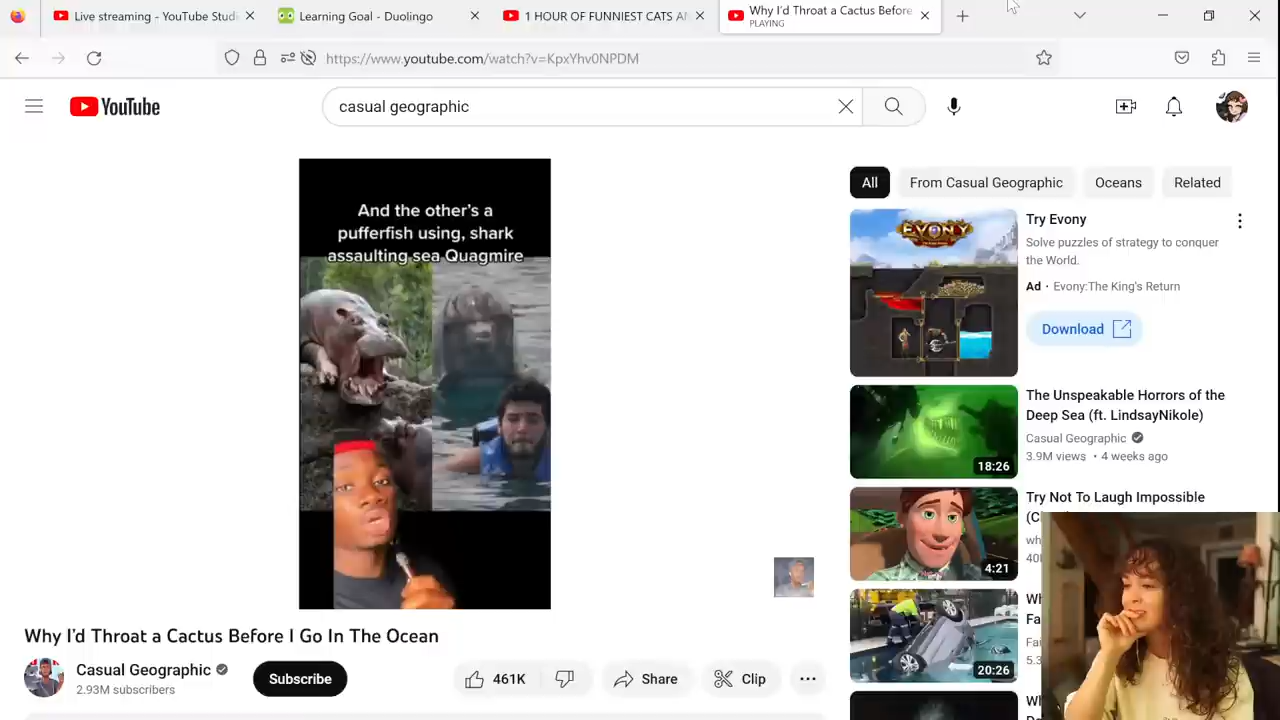 Live streaming - YouTube Studi
Learning Goal - Duolingo
1 HOUR OF FUNNIEST CATS AN
Why I'd Throat a Cactus Before
PLAYING
https://www.youtube.com/watch?v=KpxYhv0NPDM
YouTube
casual geographic
And the other's a
pufferfish using, shark
assaulting sea Quagmire
Why I'd Throat a Cactus Before I Go In The Ocean
Casual Geographic
2.93M subscribers
Subscribe
461K
Share
Clip
All
From Casual Geographic
Oceans
Related
EVONY
Try Evony
Solve puzzles of strategy to conquer
the World.
Ad · Evony:The King's Return
Download
18:26
The Unspeakable Horrors of the
Deep Sea (ft. LindsayNikole)
Casual Geographic
3.9M views • 4 weeks ago
4:21
Try Not To Laugh Impossible
20:26